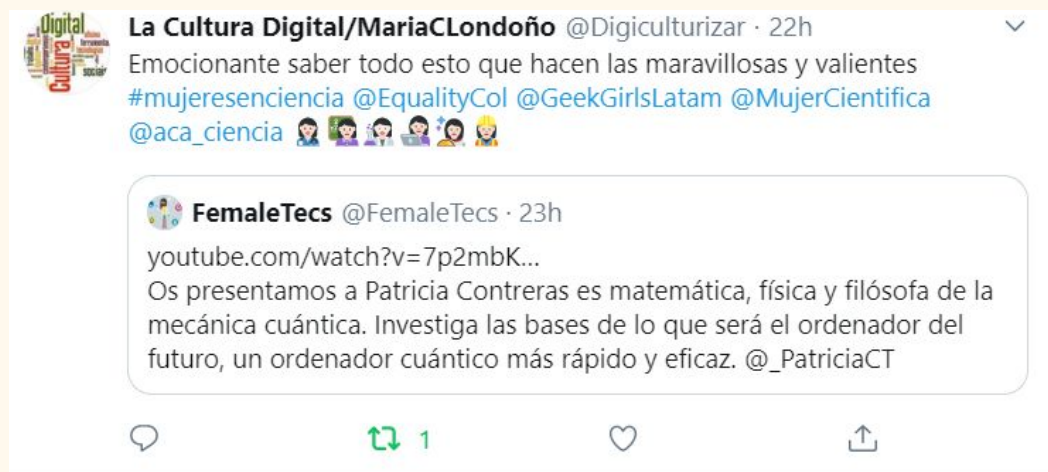 Digital
Cultura
social
La Cultura Digital/MariaCLondoño @Digiculturizar · 22h
Emocionante saber todo esto que hacen las maravillosas y valientes
#mujeresenciencia @EqualityCol @GeekGirlsLatam @MujerCientifica
@aca_ciencia 👩🏻‍⚕️👩🏻‍🏫👩🏻‍🔬👩🏻‍💻👩🏻‍🎨👷🏻‍♀️
FemaleTecs @FemaleTecs · 23h
youtube.com/watch?v=7p2mbK...
Os presentamos a Patricia Contreras es matemática, física y filósofa de la
mecánica cuántica. Investiga las bases de lo que será el ordenador del
futuro, un ordenador cuántico más rápido y eficaz. @_PatriciaCT
1